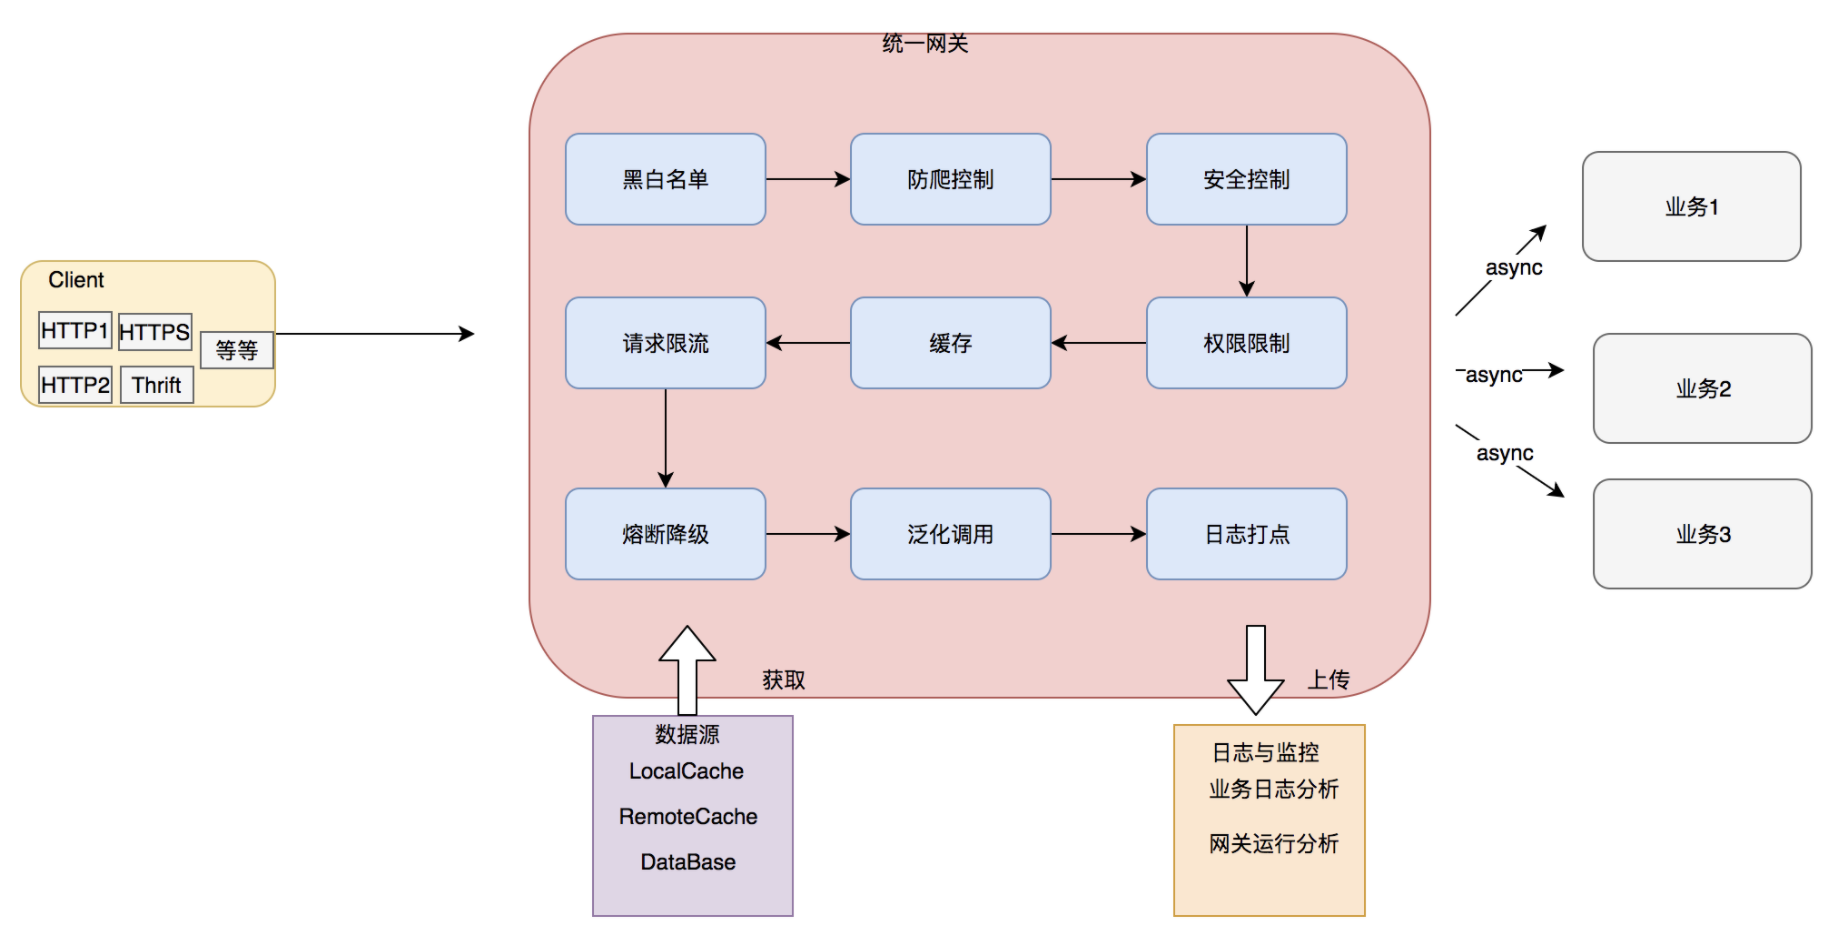 统一网关
黑白名单
防爬控制
安全控制
业务1
async
Client
HTTP1
HTTPS
等等
HTTP2
Thrift
请求限流
缓存
权限限制
async
业务2
async
熔断降级
泛化调用
日志打点
业务3
获取
上传
数据源
LocalCache
RemoteCache
DataBase
日志与监控
业务日志分析
网关运行分析